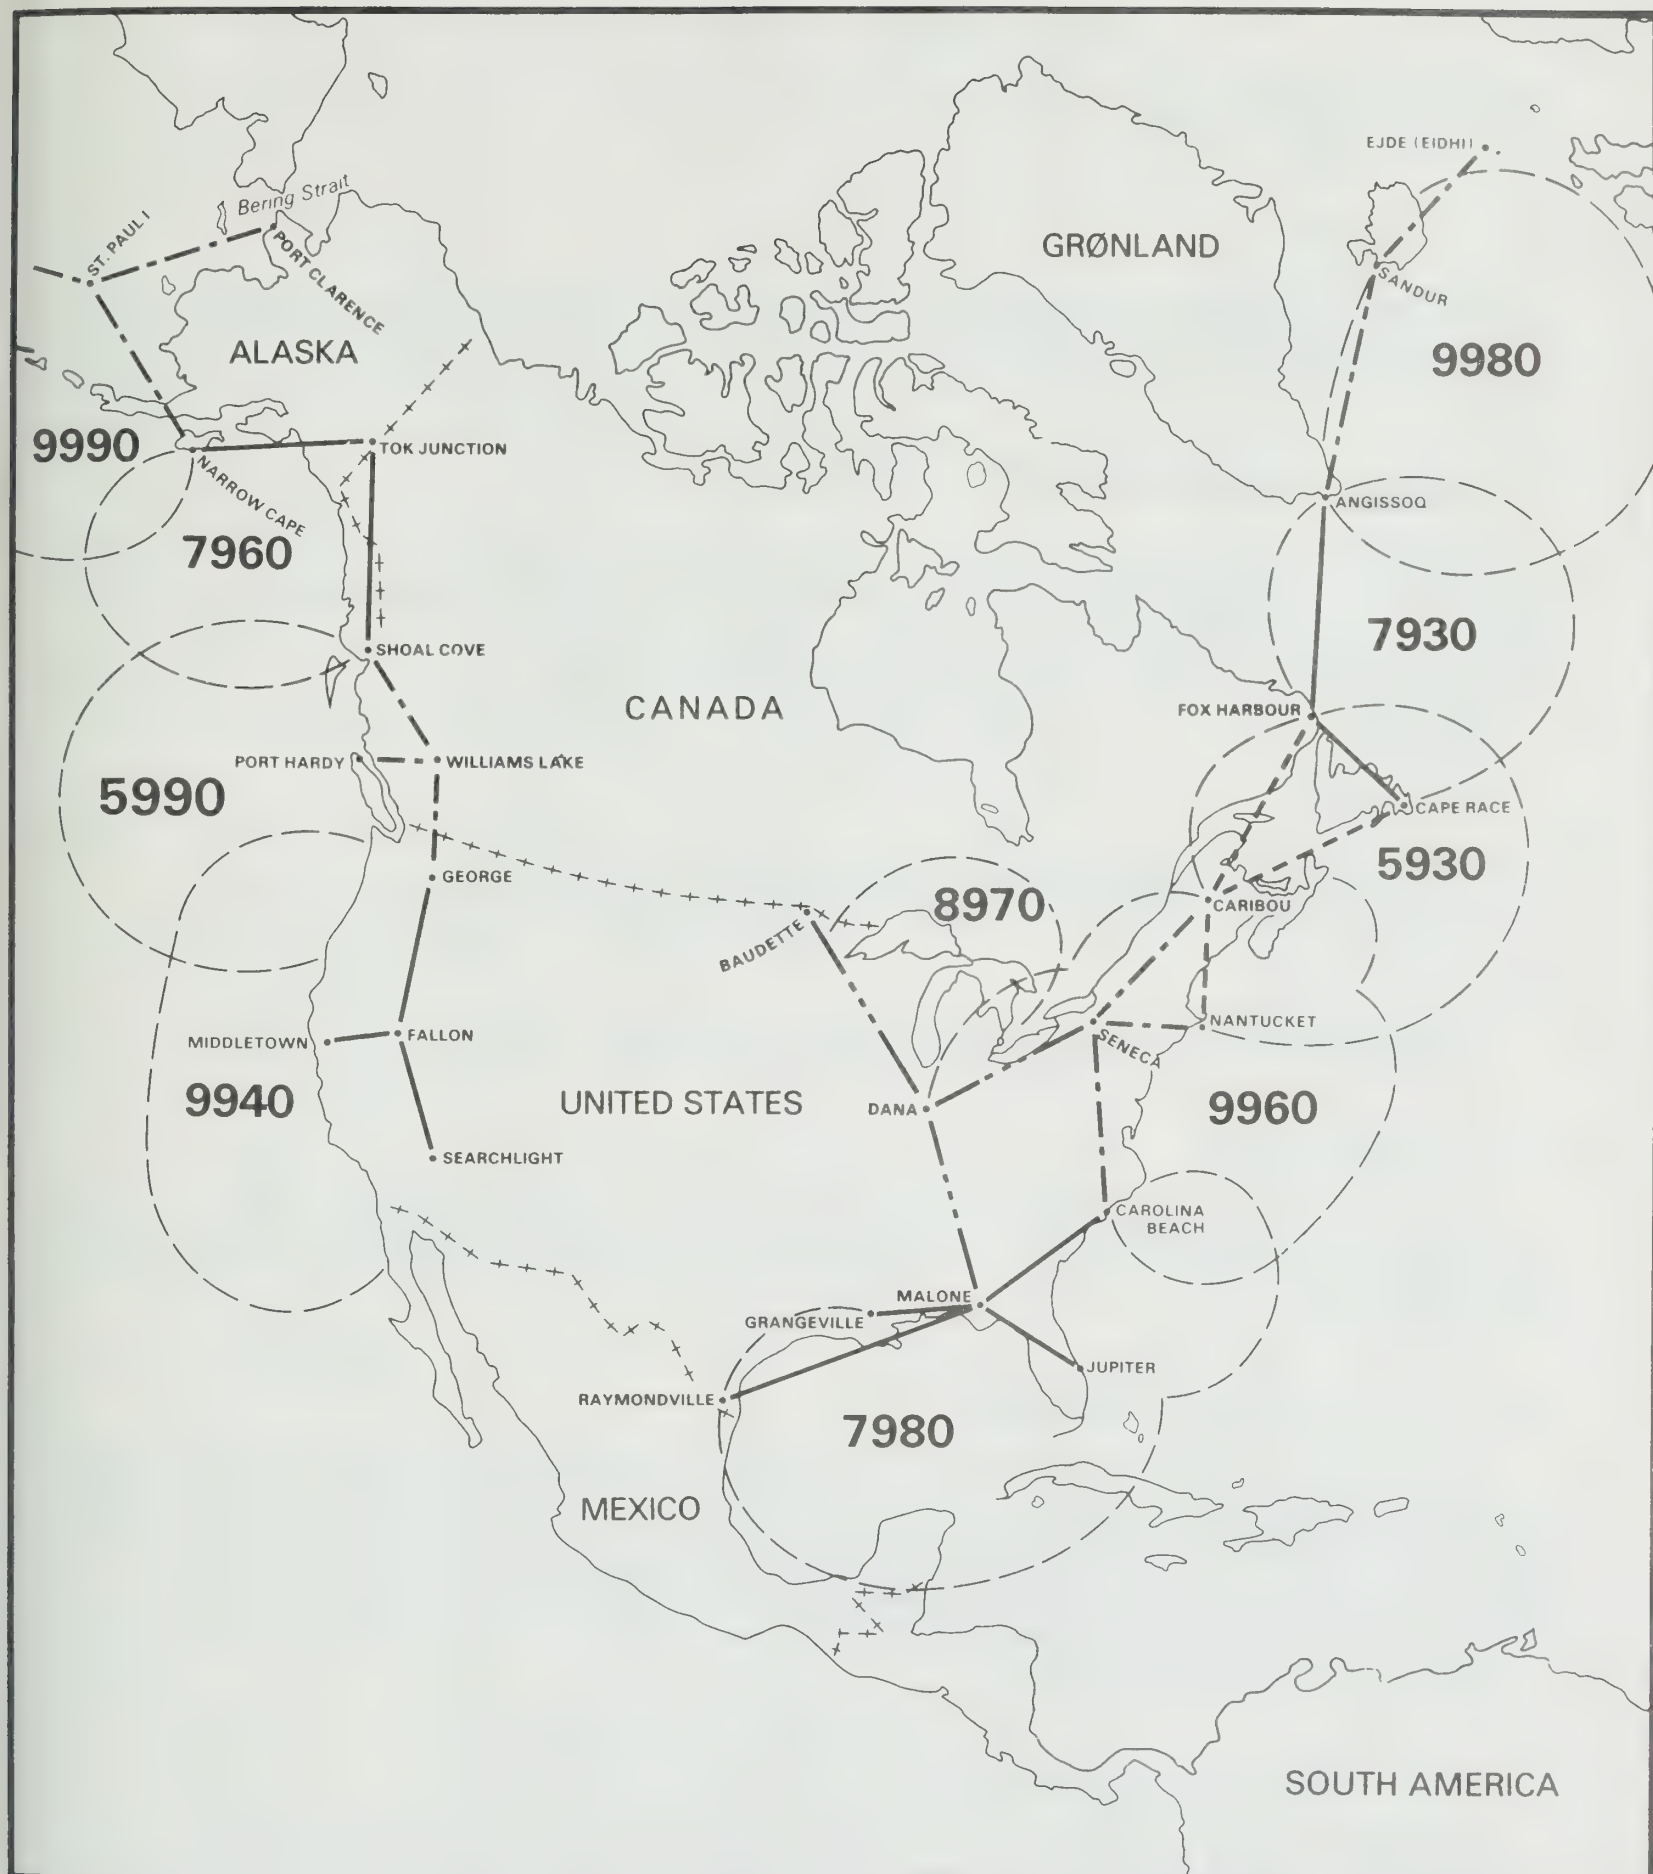 EJDE (EIDHI)
Bering Strait
ST. PAUL I
PORT CLARENCE
GRØNLAND
SANDUR
ALASKA
9980
9990
TOK JUNCTION
NARROW CAPE
ANGISSOQ
7960
7930
SHOAL COVE
CANADA
FOX HARBOUR
PORT HARDY
WILLIAMS LAKE
5990
CAPE RACE
5930
GEORGE
8970
CARIBOU
BAUDETTE
MIDDLETOWN
FALLON
NANTUCKET
SENECA
9940
UNITED STATES
DANA
9960
SEARCHLIGHT
CAROLINA
BEACH
MALONE
GRANGEVILLE
JUPITER
RAYMONDVILLE
7980
MEXICO
SOUTH AMERICA